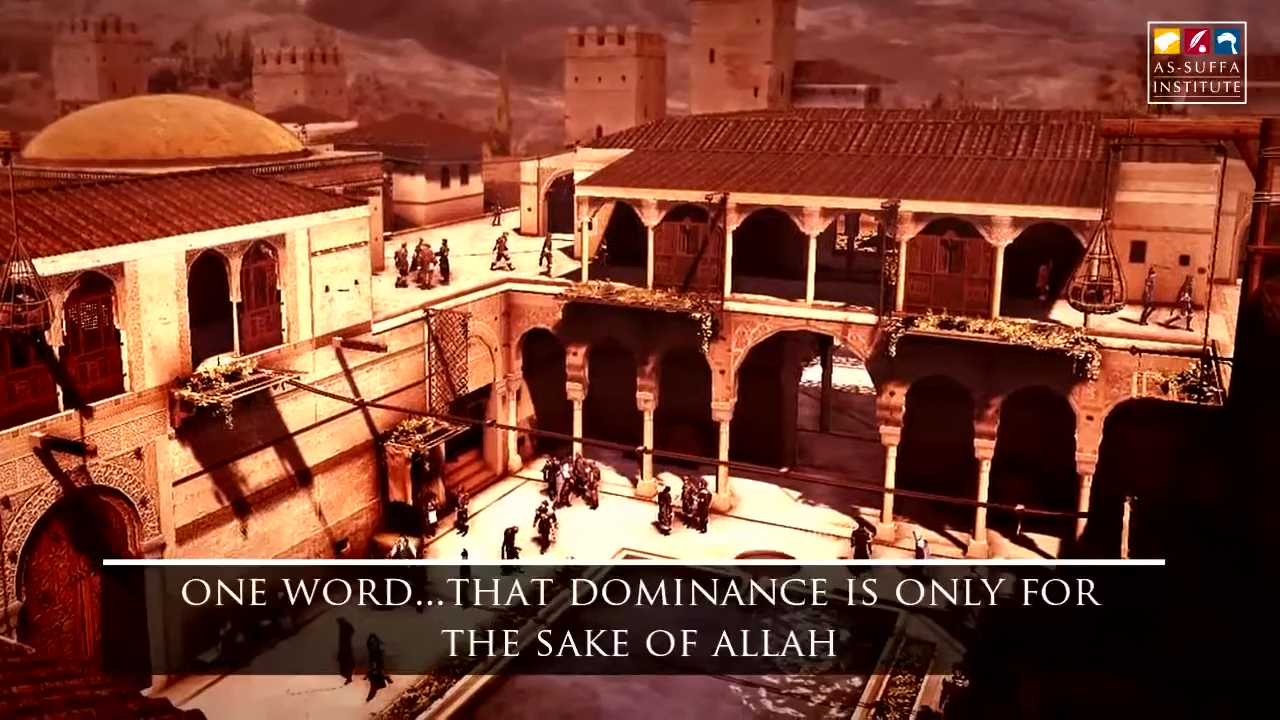 AS-SUFFA
INSTITUTE
ONE WORD...THAT DOMINANCE IS ONLY FOR
THE SAKE OF ALLAH